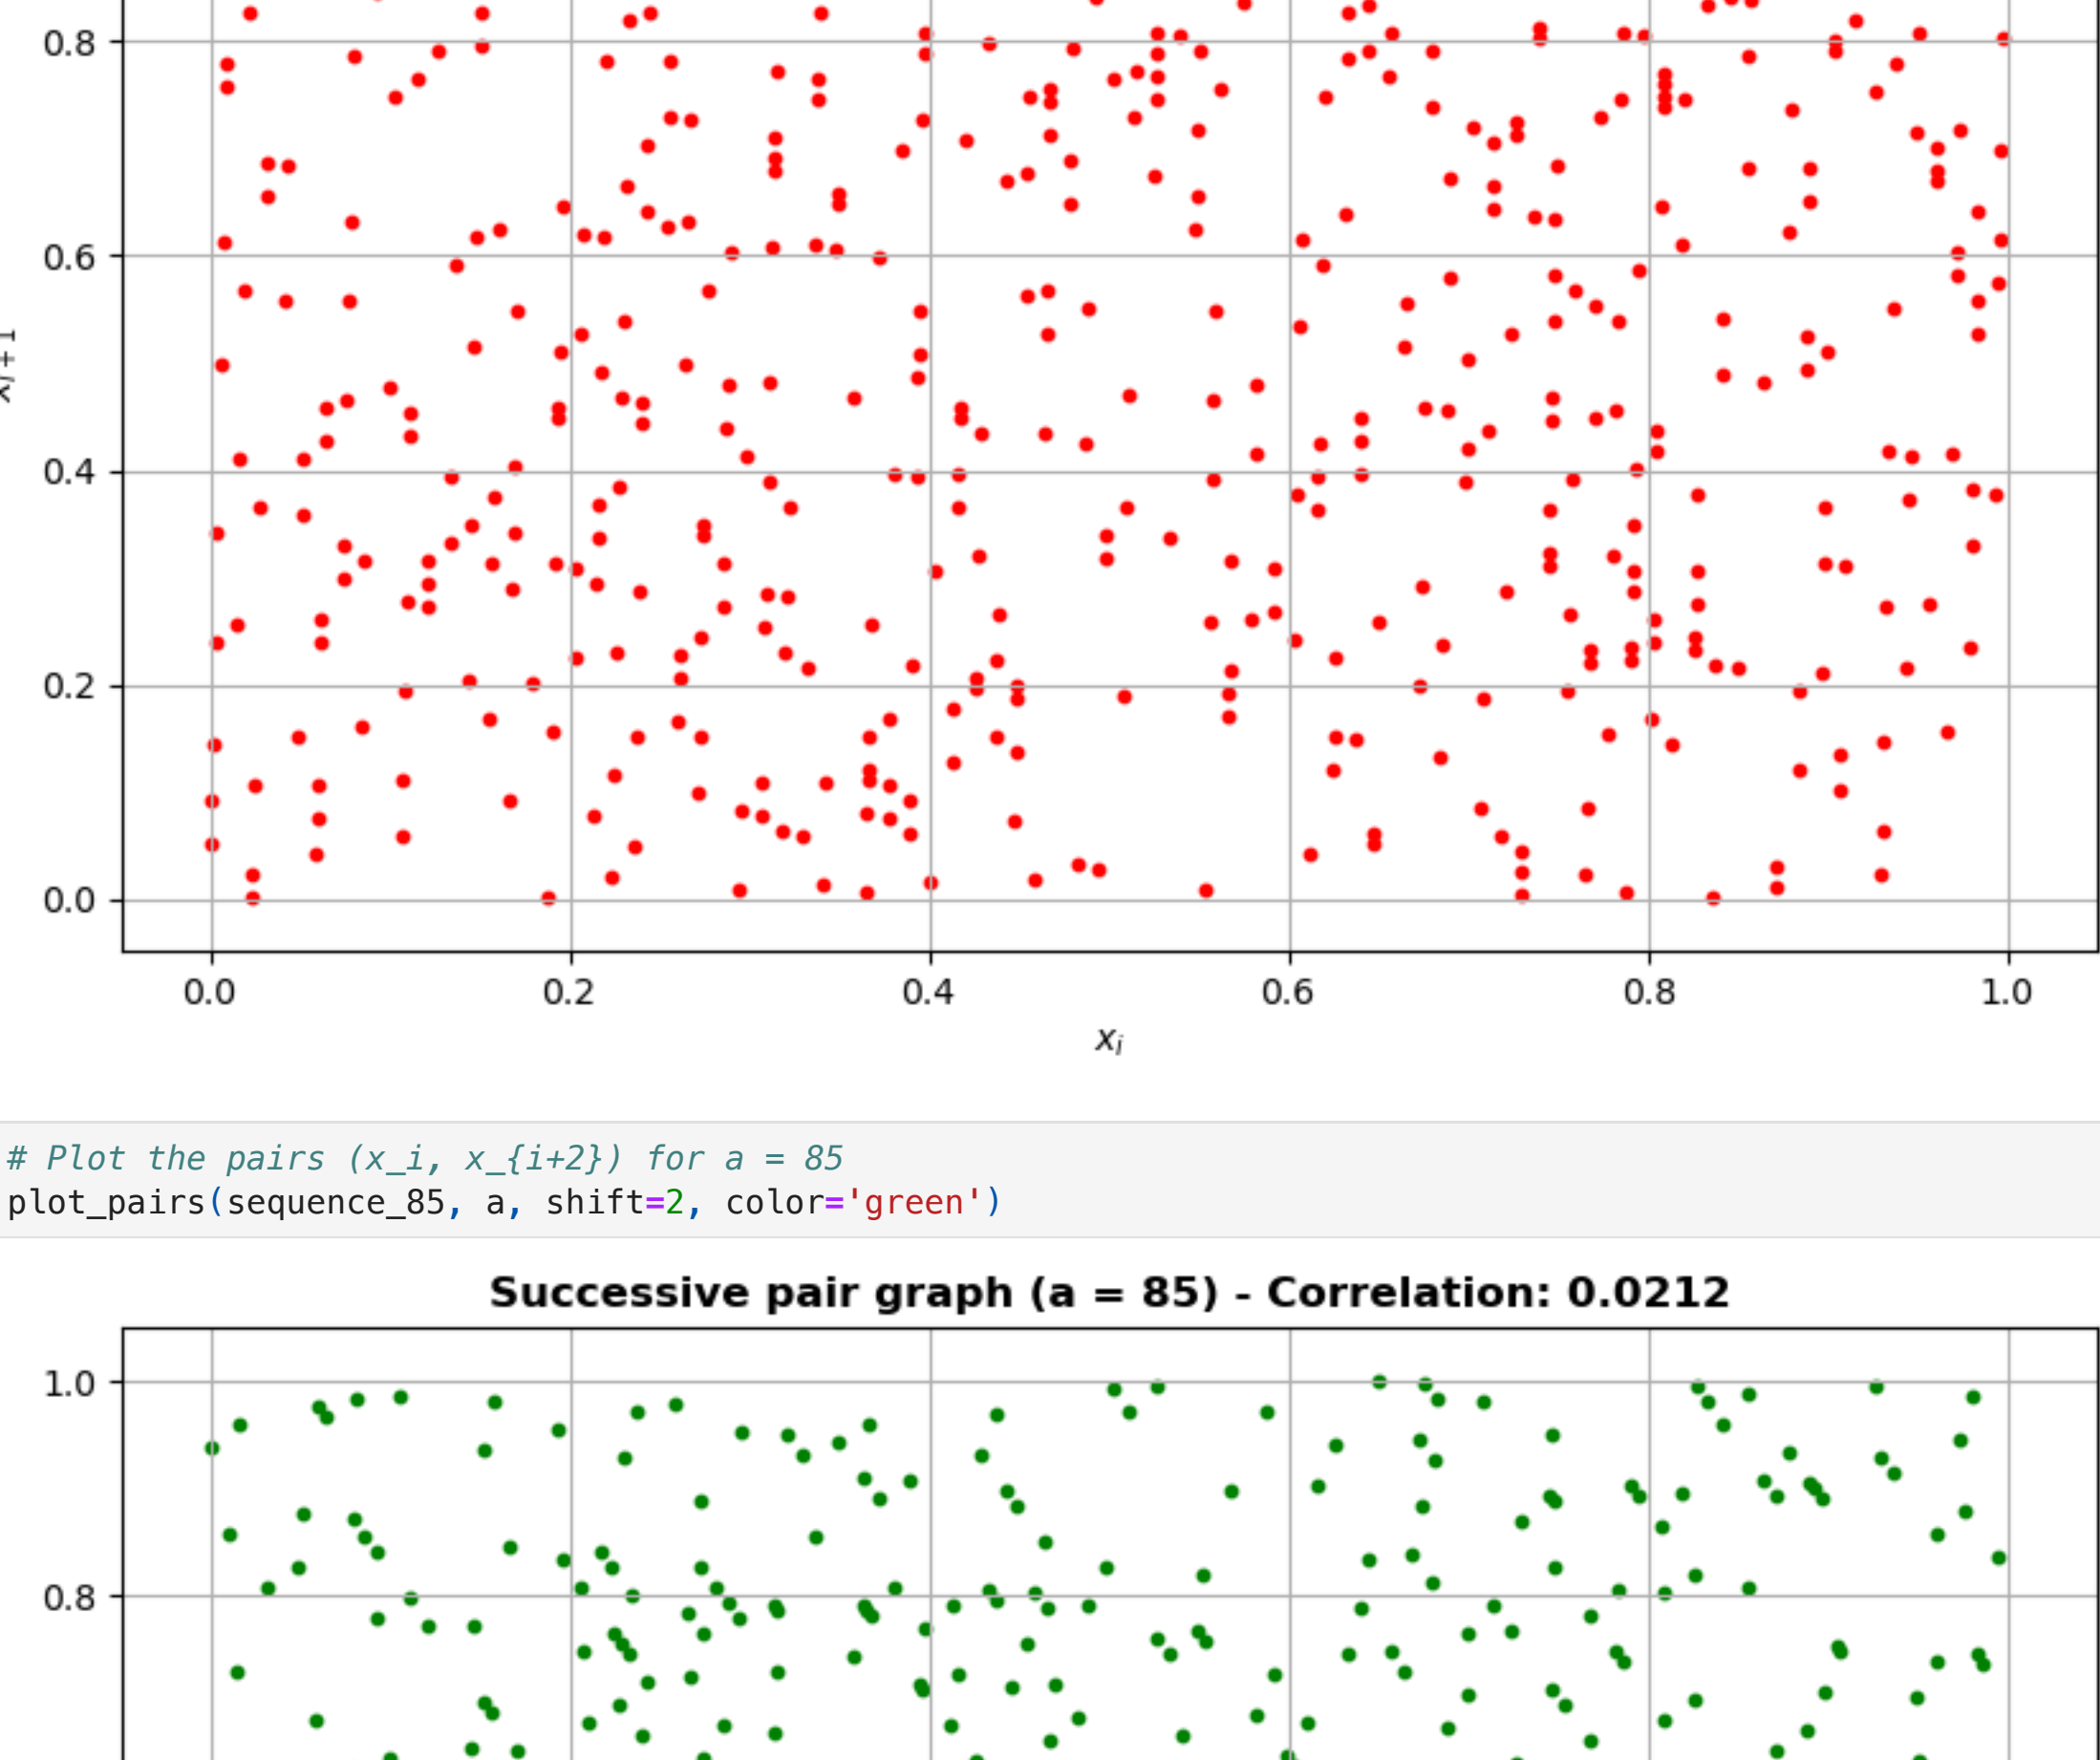 0.8
0.6
x_{i+1}
0.4
0.2
0.0
0.0 0.2 0.4 0.6 0.8 1.0
x_i
# Plot the pairs (x_i, x_{i+2}) for a = 85
plot_pairs(sequence_85, a, shift=2, color='green')
Successive pair graph (a = 85) - Correlation: 0.0212
1.0
0.8